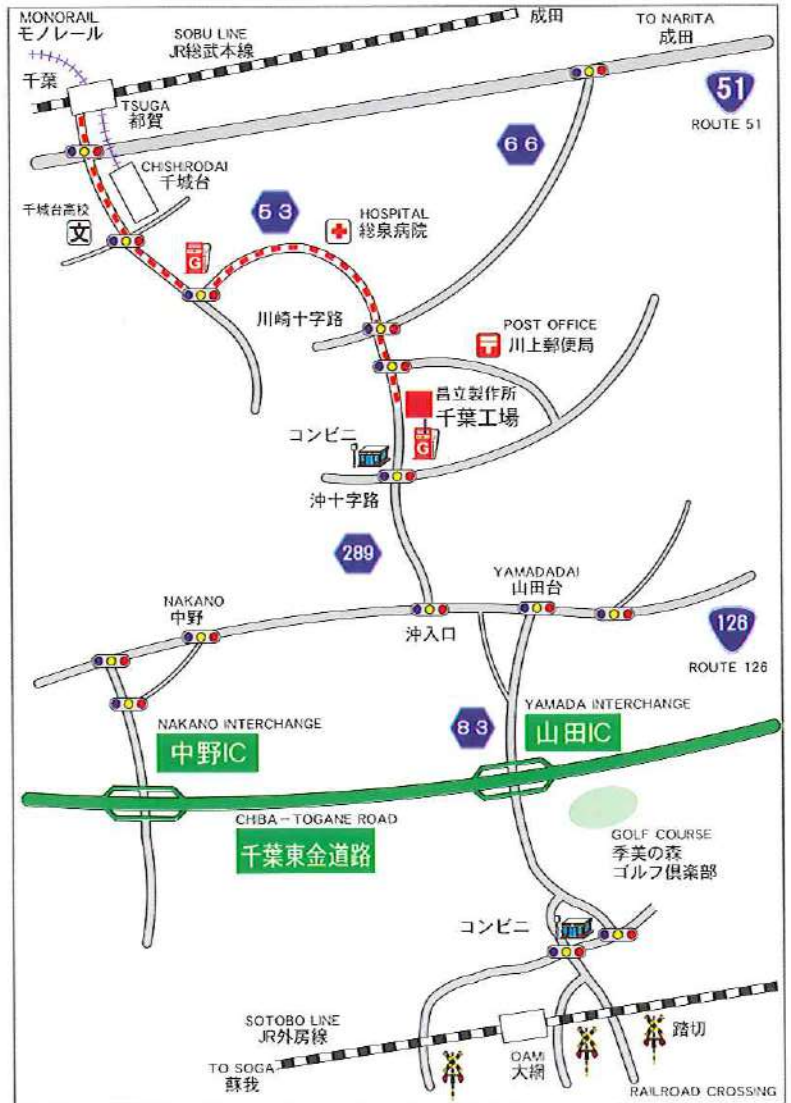 MONORAIL
モノレール
SOBU LINE
JR総武本線
成田
TO NARITA
成田
千葉
TSUGA
都賀
51
ROUTE 51
66
CHISHIRODAI
千城台
千城台高校
文
63
HOSPITAL
総泉病院
G
川崎十字路
POST OFFICE
川上郵便局
昌立製作所
千葉工場
コンビニ
G
沖十字路
289
YAMADADAI
山田台
NAKANO
中野
沖入口
126
ROUTE 126
NAKANO INTERCHANGE
中野IC
83
YAMADA INTERCHANGE
山田IC
CHIBA-TOGANE ROAD
千葉東金道路
GOLF COURSE
季美の森
ゴルフ倶楽部
コンビニ
SOTOBO LINE
JR外房線
TO SOGA
蘇我
OAMI
大網
踏切
RAILROAD CROSSING